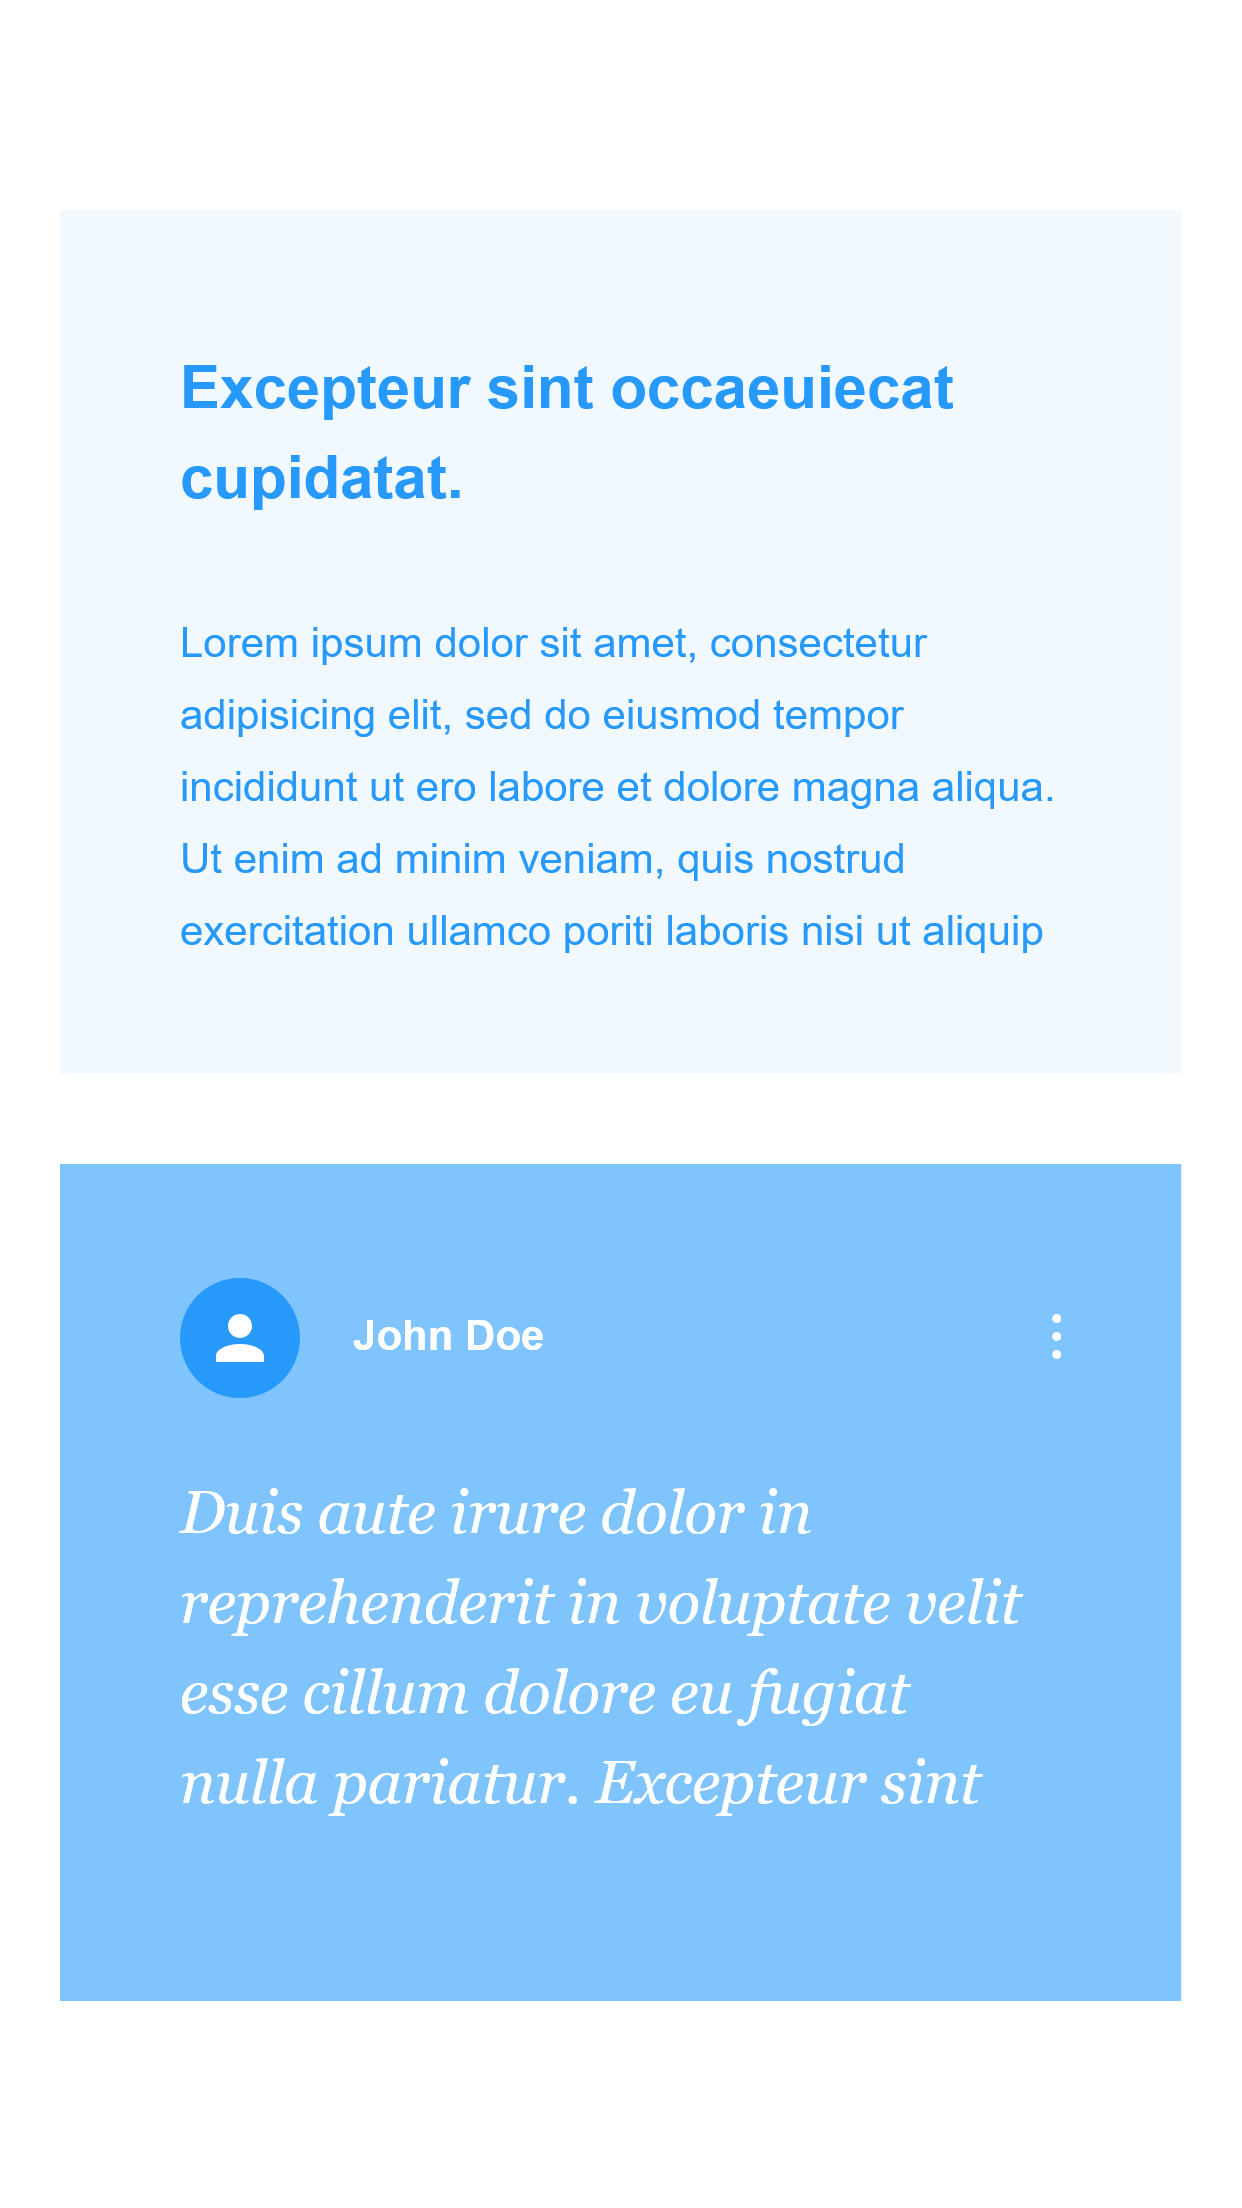 Excepteur sint occaeuiecat
cupidatat.
Lorem ipsum dolor sit amet, consectetur
adipisicing elit, sed do eiusmod tempor
incididunt ut ero labore et dolore magna aliqua.
Ut enim ad minim veniam, quis nostrud
exercitation ullamco poriti laboris nisi ut aliquip
John Doe
Duis aute irure dolor in
reprehenderit in voluptate velit
esse cillum dolore eu fugiat
nulla pariatur. Excepteur sint